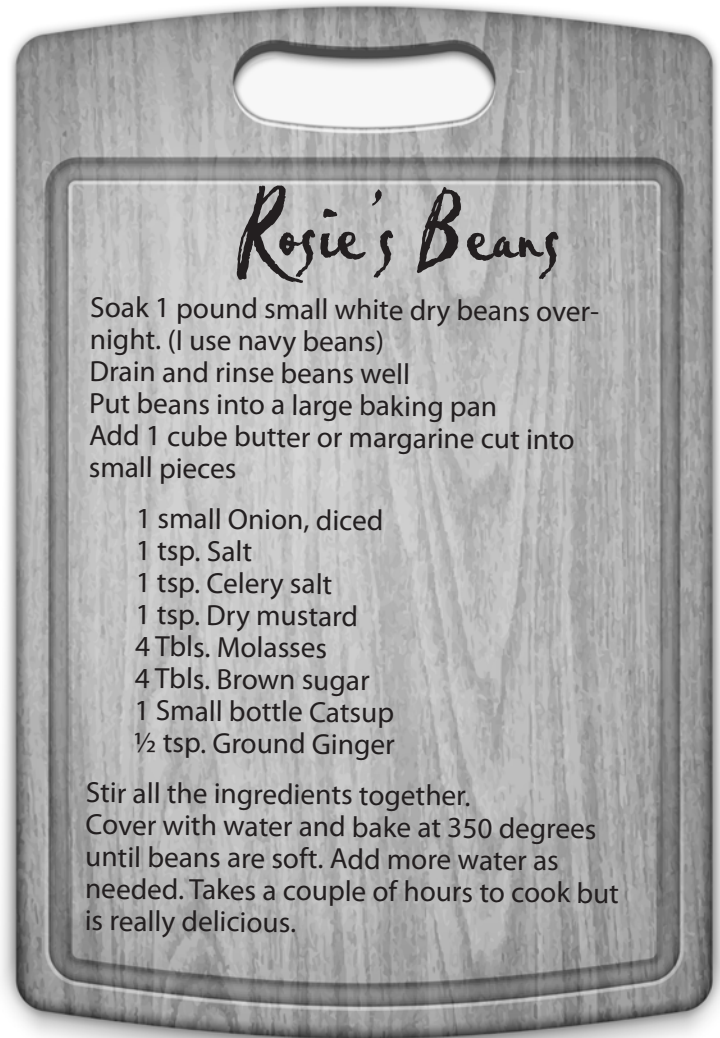 Rosie's Beans
Soak 1 pound small white dry beans over-
night. (I use navy beans)
Drain and rinse beans well
Put beans into a large baking pan
Add 1 cube butter or margarine cut into
small pieces
1 small Onion, diced
1 tsp. Salt
1 tsp. Celery salt
1 tsp. Dry mustard
4 Tbls. Molasses
4 Tbls. Brown sugar
1 Small bottle Catsup
½ tsp. Ground Ginger
Stir all the ingredients together.
Cover with water and bake at 350 degrees
until beans are soft. Add more water as
needed. Takes a couple of hours to cook but
is really delicious.